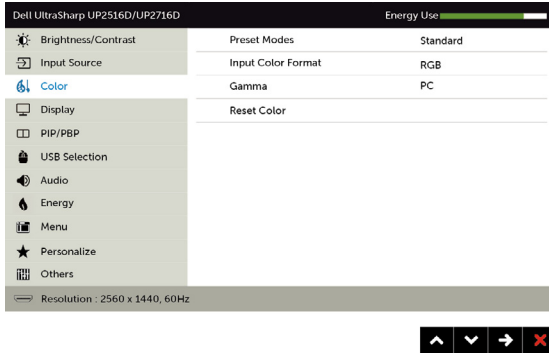 Dell UltraSharp UP2516D/UP2716D Energy Use
Brightness/Contrast Preset Modes Standard
Input Source Input Color Format RGB
Color Gamma PC
Display Reset Color
PIP/PBP
USB Selection
Audio
Energy
Menu
Personalize
Others
Resolution : 2560 x 1440, 60Hz